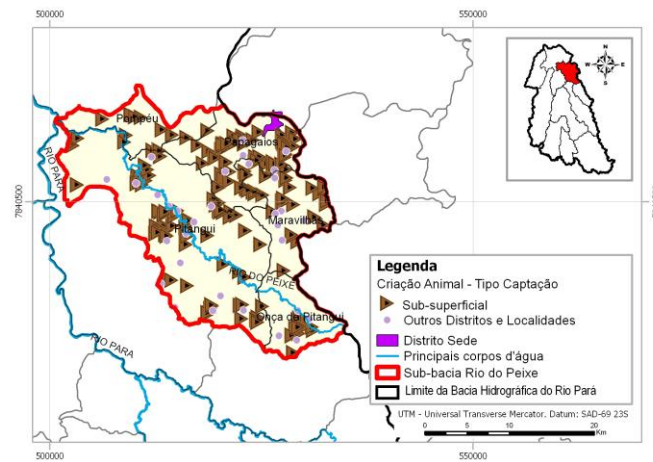 500000
550000
N
W E
S
Pompéu
Papagaios
RIO PARÁ
7840500
7840500
Maravilhas
Pitangui
RIO DO PEIXE
Onça de Pitangui
RIO PARÁ
Legenda
Criação Animal - Tipo Captação
Sub-superficial
Outros Distritos e Localidades
Distrito Sede
Principais corpos d'água
Sub-bacia Rio do Peixe
Limite da Bacia Hidrográfica do Rio Pará
UTM - Universal Transverse Mercator. Datum: SAD-69 23S
0 5 10 20
Km
500000
550000